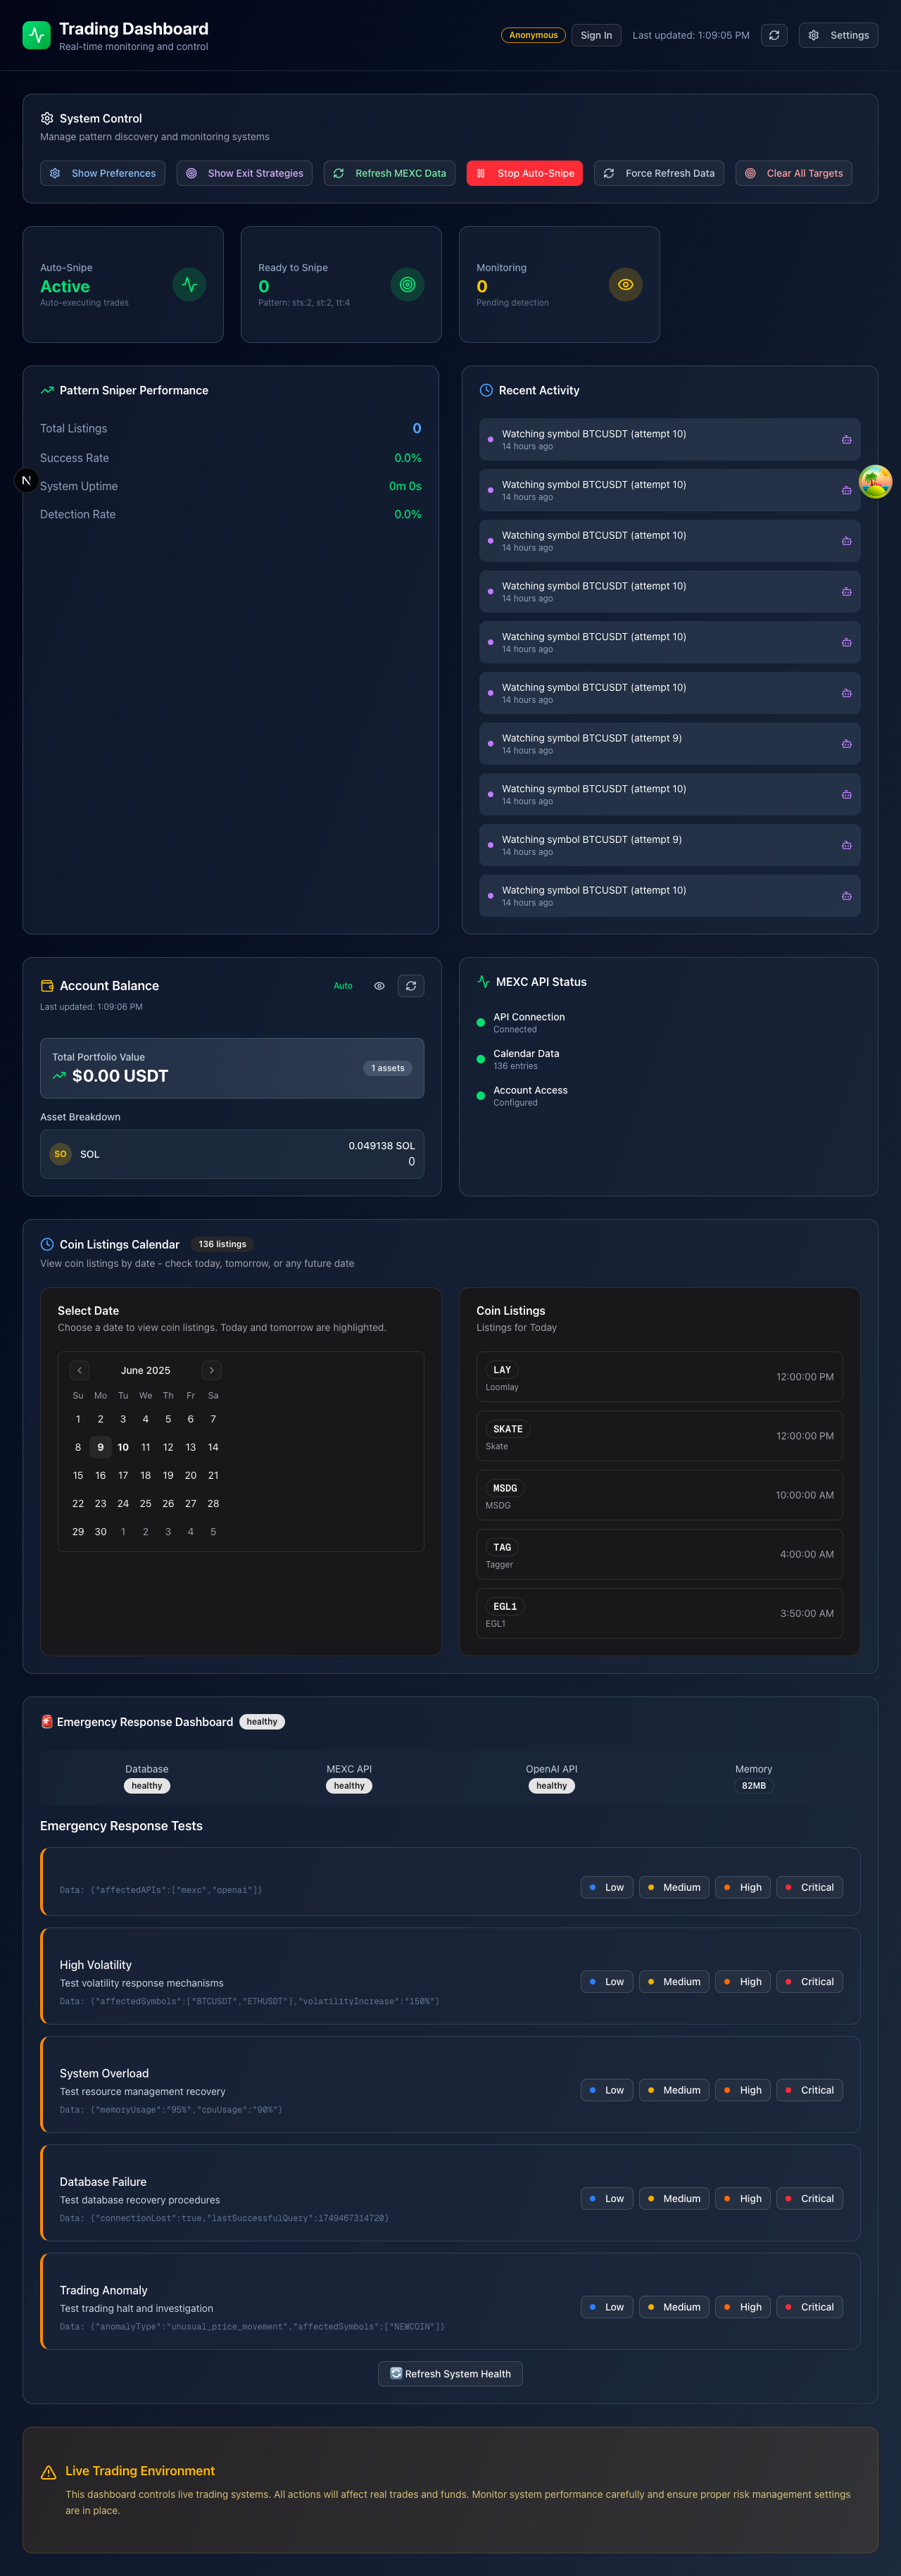 Trading Dashboard
Real-time monitoring and control
Anonymous
Sign In
Last updated: 1:09:05 PM
Settings
System Control
Manage pattern discovery and monitoring systems
Show Preferences
Show Exit Strategies
Refresh MEXC Data
Stop Auto-Snipe
Force Refresh Data
Clear All Targets
Auto-Snipe
Active
Auto-executing trades
Ready to Snipe
0
Pattern: sts:2, st:2, tt:4
Monitoring
0
Pending detection
Pattern Sniper Performance
Total Listings 0
Success Rate 0.0%
System Uptime 0m 0s
Detection Rate 0.0%
N
Recent Activity
Watching symbol BTCUSDT (attempt 10)
14 hours ago
Watching symbol BTCUSDT (attempt 10)
14 hours ago
Watching symbol BTCUSDT (attempt 10)
14 hours ago
Watching symbol BTCUSDT (attempt 10)
14 hours ago
Watching symbol BTCUSDT (attempt 10)
14 hours ago
Watching symbol BTCUSDT (attempt 10)
14 hours ago
Watching symbol BTCUSDT (attempt 9)
14 hours ago
Watching symbol BTCUSDT (attempt 10)
14 hours ago
Watching symbol BTCUSDT (attempt 9)
14 hours ago
Watching symbol BTCUSDT (attempt 10)
14 hours ago
Account Balance
Auto
Last updated: 1:09:06 PM
Total Portfolio Value
$0.00 USDT
1 assets
Asset Breakdown
SO
SOL
0.049138 SOL
0
MEXC API Status
API Connection
Connected
Calendar Data
136 entries
Account Access
Configured
Coin Listings Calendar
136 listings
View coin listings by date - check today, tomorrow, or any future date
Select Date
Choose a date to view coin listings. Today and tomorrow are highlighted.
June 2025
Su Mo Tu We Th Fr Sa
1 2 3 4 5 6 7
8 9 10 11 12 13 14
15 16 17 18 19 20 21
22 23 24 25 26 27 28
29 30 1 2 3 4 5
Coin Listings
Listings for Today
LAY
Loomlay
12:00:00 PM
SKATE
Skate
12:00:00 PM
MSDG
MSDG
10:00:00 AM
TAG
Tagger
4:00:00 AM
EGL1
EGL1
3:50:00 AM
Emergency Response Dashboard
healthy
Database
healthy
MEXC API
healthy
OpenAI API
healthy
Memory
82MB
Emergency Response Tests
Data: {"affectedAPIs":["mexc","openai"]}
Low Medium High Critical
High Volatility
Test volatility response mechanisms
Data: {"affectedSymbols":["BTCUSDT","ETHUSDT"],"volatilityIncrease":"150%"}
Low Medium High Critical
System Overload
Test resource management recovery
Data: {"memoryUsage":"95%","cpuUsage":"90%"}
Low Medium High Critical
Database Failure
Test database recovery procedures
Data: {"connectionLost":true,"lastSuccessfulQuery":1749467314720}
Low Medium High Critical
Trading Anomaly
Test trading halt and investigation
Data: {"anomalyType":"unusual_price_movement","affectedSymbols":["NEWCOIN"]}
Low Medium High Critical
Refresh System Health
Live Trading Environment
This dashboard controls live trading systems. All actions will affect real trades and funds. Monitor system performance carefully and ensure proper risk management settings
are in place.